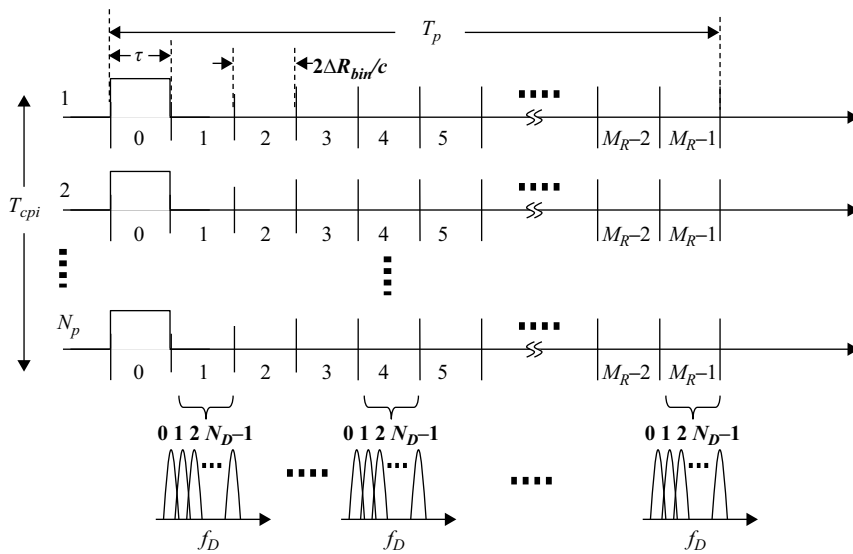 T_p
τ
2ΔR_bin/c
1
0 1 2 3 4 5 M_R–2 M_R–1
2
T_cpi
0 1 2 3 4 5 M_R–2 M_R–1
N_p
0 1 2 3 4 5 M_R–2 M_R–1
0 1 2 N_D–1 0 1 2 N_D–1 0 1 2 N_D–1
f_D f_D f_D